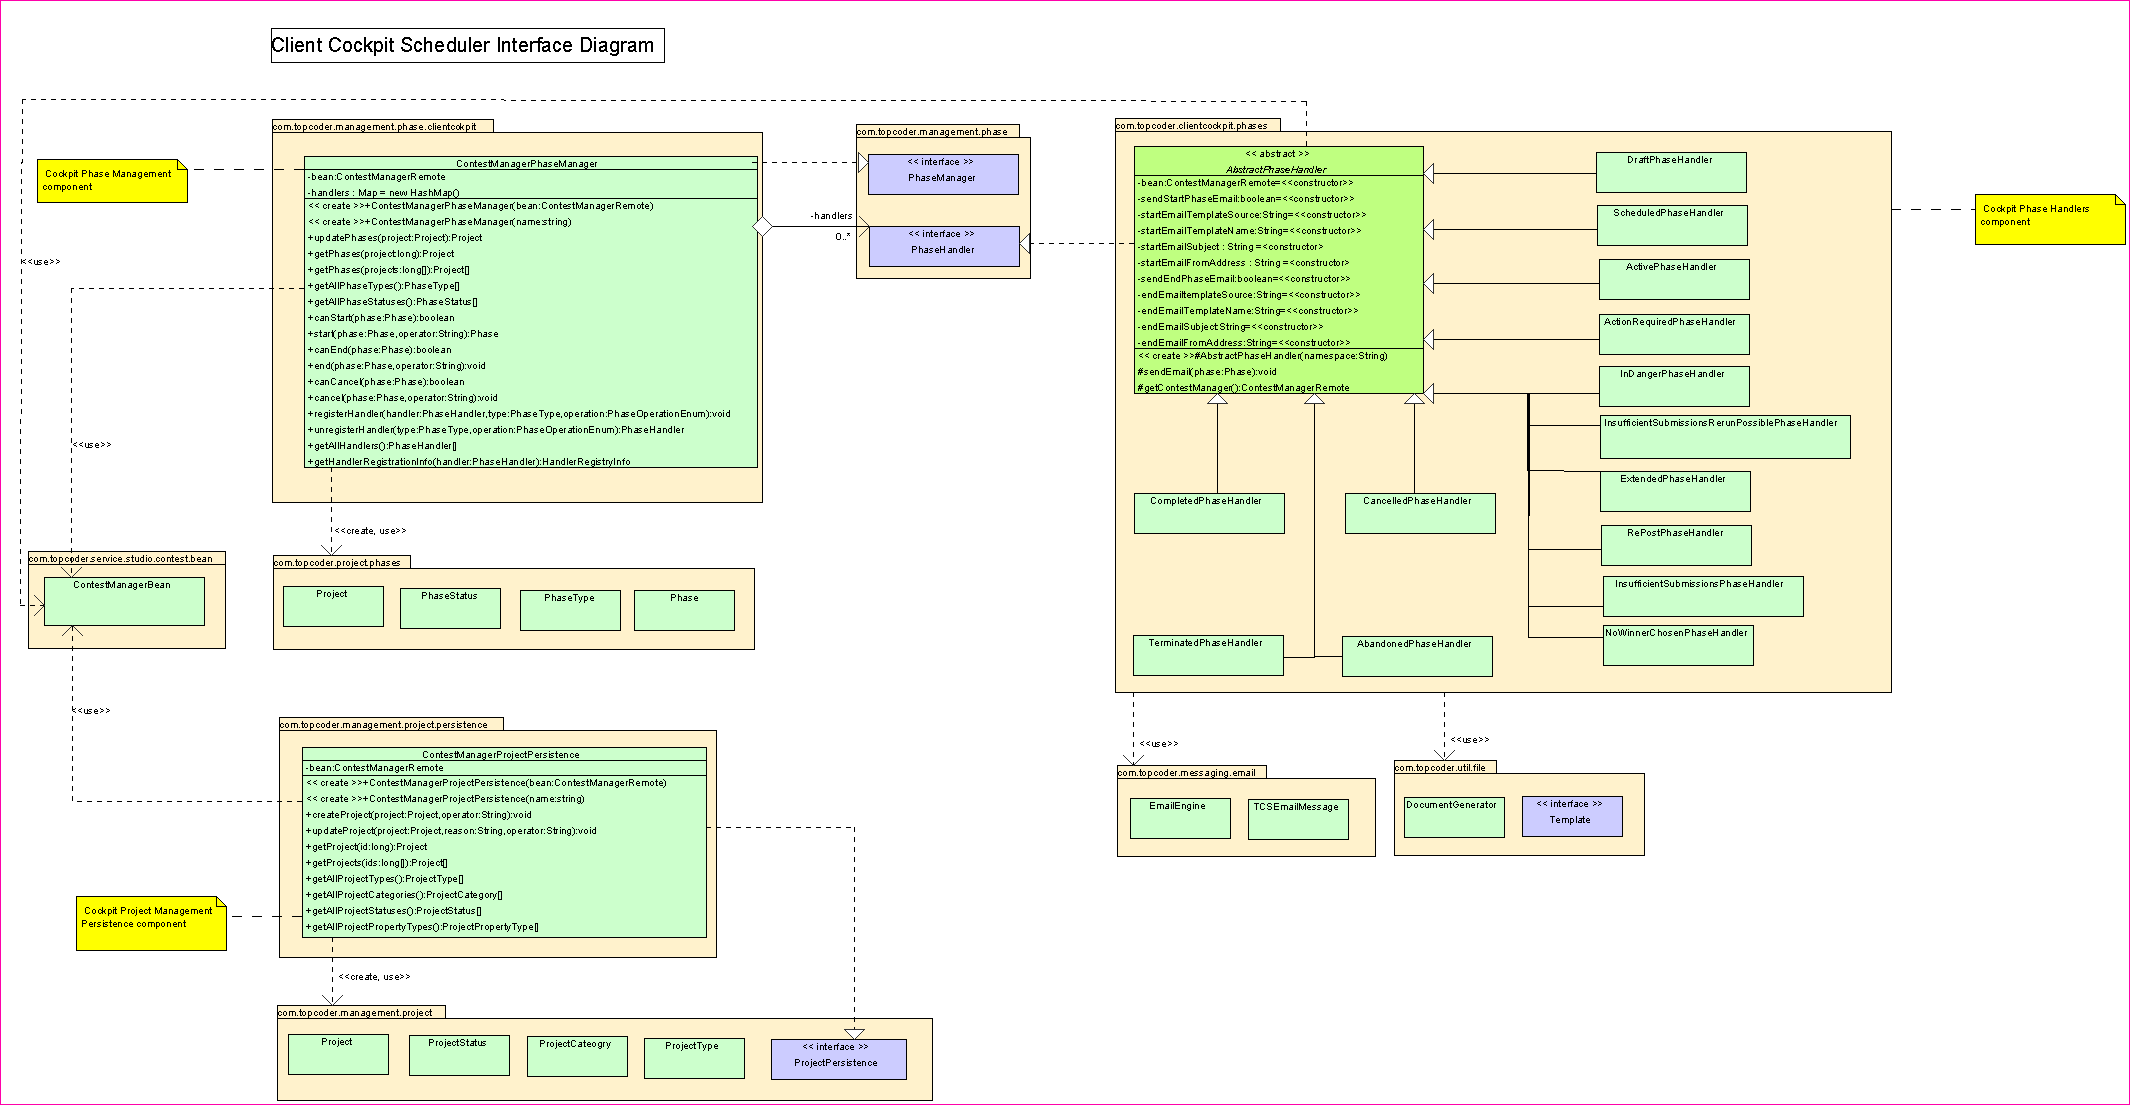 Client Cockpit Scheduler Interface Diagram
com.topcoder.management.phase.clientcokpit
Cockpit Phase Management
component
ContestManagerPhaseManager
-bean:ContestManagerRemote
-handlers : Map = new HashMap()
<< create >>+ContestManagerPhaseManager(bean:ContestManagerRemote)
<< create >>+ContestManagerPhaseManager(name:string)
+updatePhases(project:Project):Project
+getPhases(project:long):Project
+getPhases(projects:long[]):Project[]
+getAllPhaseTypes():PhaseType[]
+getAllPhaseStatuses():PhaseStatus[]
+canStart(phase:Phase):boolean
+start(phase:Phase,operator:String):Phase
+canEnd(phase:Phase):boolean
+end(phase:Phase,operator:String):void
+canCancel(phase:Phase):boolean
+cancel(phase:Phase,operator:String):void
+registerHandler(handler:PhaseHandler,type:PhaseType,operation:PhaseOperationEnum):void
+unregisterHandler(type:PhaseType,operation:PhaseOperationEnum):PhaseHandler
+getAllHandlers():PhaseHandler[]
+getHandlerRegistrationInfo(handler:PhaseHandler):HandlerRegistryInfo
-handlers
0..*
com.topcoder.management.phase
<< interface >>
PhaseManager
<< interface >>
PhaseHandler
com.topcoder.clientcockpit.phases
<< abstract >>
AbstractPhaseHandler
-bean:ContestManagerRemote=<<constructor>>
-sendStartPhaseEmail:boolean=<<constructor>>
-startEmailTemplateSource:String=<<constructor>>
-startEmailTemplateName:String=<<constructor>>
-startEmailSubject : String =<constructor>
-startEmailFromAddress : String =<constructor>
-sendEndPhaseEmail:boolean=<<constructor>>
-endEmailtemplateSource:String=<<constructor>>
-endEmailTemplateName:String=<<constructor>>
-endEmailSubject:String=<<constructor>>
-endEmailFromAddress:String=<<constructor>>
<< create >>#AbstractPhaseHandler(namespace:String)
#sendEmail(phase:Phase):void
#getContestManager():ContestManagerRemote
DraftPhaseHandler
ScheduledPhaseHandler
ActivePhaseHandler
ActionRequiredPhaseHandler
InDangerPhaseHandler
InsufficientSubmissionsRerunPossiblePhaseHandler
ExtendedPhaseHandler
RePostPhaseHandler
InsufficientSubmissionsPhaseHandler
NoWinnerChosenPhaseHandler
CompletedPhaseHandler
CancelledPhaseHandler
TerminatedPhaseHandler
AbandonedPhaseHandler
Cockpit Phase Handlers
component
<<use>>
<<use>>
<<create, use>>
com.topcoder.service.studio.contest.bean
ContestManagerBean
com.topcoder.project.phases
Project
PhaseStatus
PhaseType
Phase
<<use>>
com.topcoder.management.project.persistence
ContestManagerProjectPersistence
-bean:ContestManagerRemote
<< create >>+ContestManagerProjectPersistence(bean:ContestManagerRemote)
<< create >>+ContestManagerProjectPersistence(name:string)
+createProject(project:Project,operator:String):void
+updateProject(project:Project,reason:String,operator:String):void
+getProject(id:long):Project
+getProjects(ids:long[]):Project[]
+getAllProjectTypes():ProjectType[]
+getAllProjectCategories():ProjectCategory[]
+getAllProjectStatuses():ProjectStatus[]
+getAllProjectPropertyTypes():ProjectPropertyType[]
Cockpit Project Management
Persistence component
<<use>>
<<use>>
com.topcoder.messaging.email
EmailEngine
TCSEmailMessage
com.topcoder.util.file
DocumentGenerator
<< interface >>
Template
<<create, use>>
com.topcoder.management.project
Project
ProjectStatus
ProjectCateogry
ProjectType
<< interface >>
ProjectPersistence